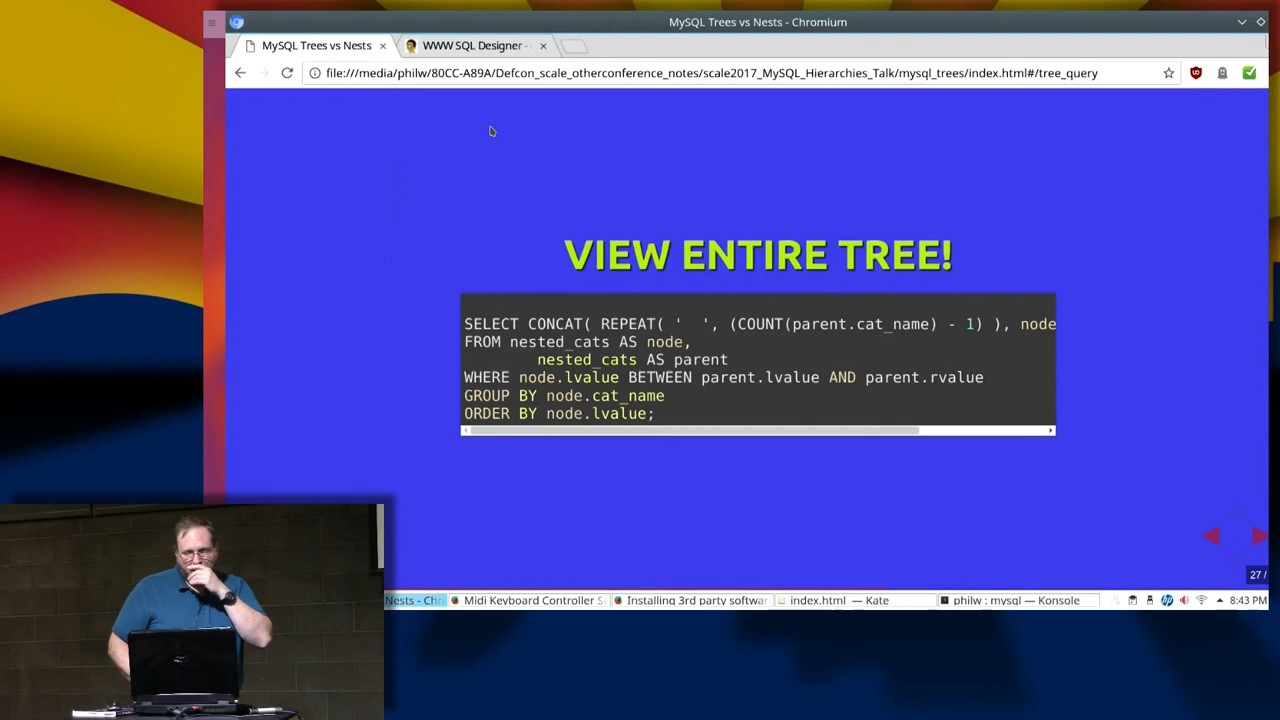 MySQL Trees vs Nests - Chromium
MySQL Trees vs Nests
WWW SQL Designer -
file:///media/philw/80CC-A89A/Defcon_scale_otherconference_notes/scale2017_MySQL_Hierarchies_Talk/mysql_trees/index.html#/tree_query
VIEW ENTIRE TREE!
SELECT CONCAT( REPEAT( '  ', (COUNT(parent.cat_name) - 1) ), node
FROM nested_cats AS node,
nested_cats AS parent
WHERE node.lvalue BETWEEN parent.lvalue AND parent.rvalue
GROUP BY node.cat_name
ORDER BY node.lvalue;
27 /
Nests - Chr
Midi Keyboard Controller S
Installing 3rd party softwar
index.html — Kate
philw : mysql — Konsole
8:43 PM